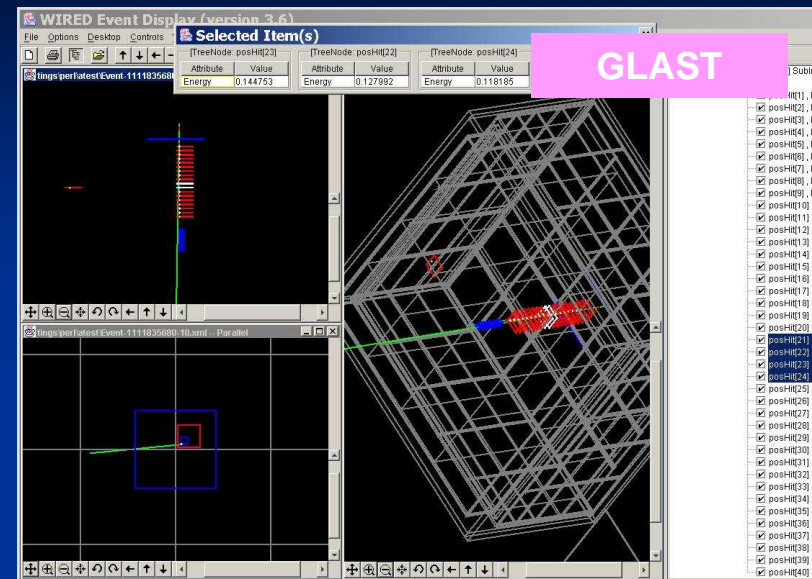 WIRED Event Display (version 3.6)
File Options Desktop Controls
Selected Item(s)
[TreeNode: posHit[23]
[TreeNode: posHit[22]
[TreeNode: posHit[24]
Attribute Value
Energy 0.144753
Attribute Value
Energy 0.127992
Attribute Value
Energy 0.118185
GLAST
tings\perl\atest\Event-1111835680
tings\perl\atest\Event-1111835680-10.xml -- Parallel
posHit[1] ,
posHit[2] ,
posHit[3] ,
posHit[4] ,
posHit[5] ,
posHit[6] ,
posHit[7] ,
posHit[8] ,
posHit[9] ,
posHit[10]
posHit[11]
posHit[12]
posHit[13]
posHit[14]
posHit[15]
posHit[16]
posHit[17]
posHit[18]
posHit[19]
posHit[20]
posHit[21]
posHit[22]
posHit[23]
posHit[24]
posHit[25]
posHit[26]
posHit[27]
posHit[28]
posHit[29]
posHit[30]
posHit[31]
posHit[32]
posHit[33]
posHit[34]
posHit[35]
posHit[36]
posHit[37]
posHit[38]
posHit[39]
posHit[40]